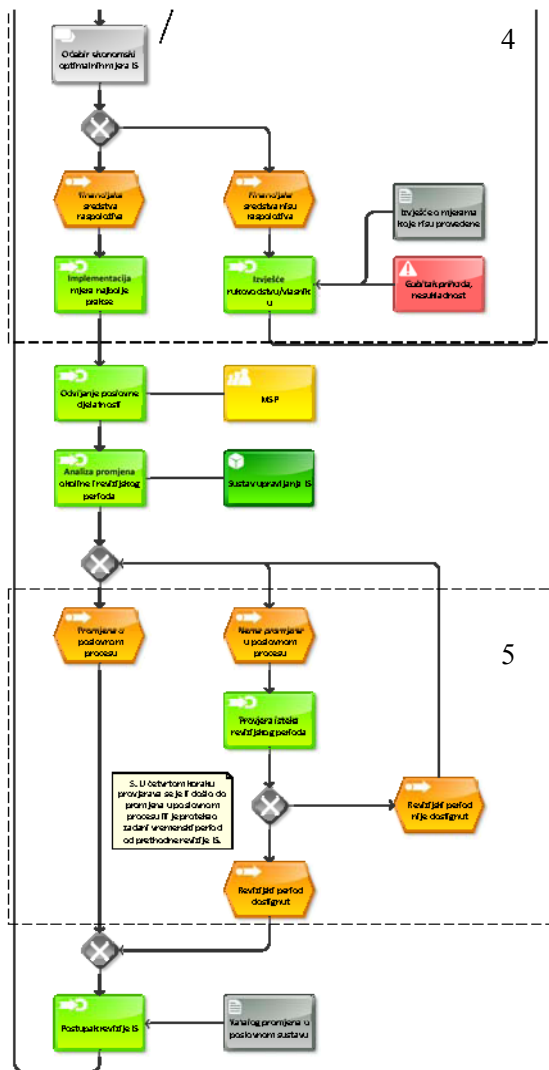 4
Odabir ekonomski
optimalnih mjera IS
Financijska
sredstva
raspoloživa
Financijska
sredstva nisu
raspoloživa
Izvješće o mjerama
koje nisu provedene
Implementacija
mjera najbolje
prakse
Izvješće
rukovodstvu/vlasnik
u
Gubitak prihoda,
nesukladnost
Odvijanje poslovne
djelatnosti
MSP
Analiza promjena
okoline i revizijskog
perioda
Sustav upravljanja IS
Promjena u
poslovnom
procesu
Nema promjene
u poslovnom
procesu
5
Provjera isteka
revizijskog perioda
5. U četvrtom koraku
provjerava se je li došlo do
promjena u poslovnom
procesu ili je protekao
zadani vremenski period
od prethodne revizije IS.
Revizijski period
nije dostignut
Revizijski period
dostignut
Postupak revizije IS
Katalog promjena u
poslovnom sustavu